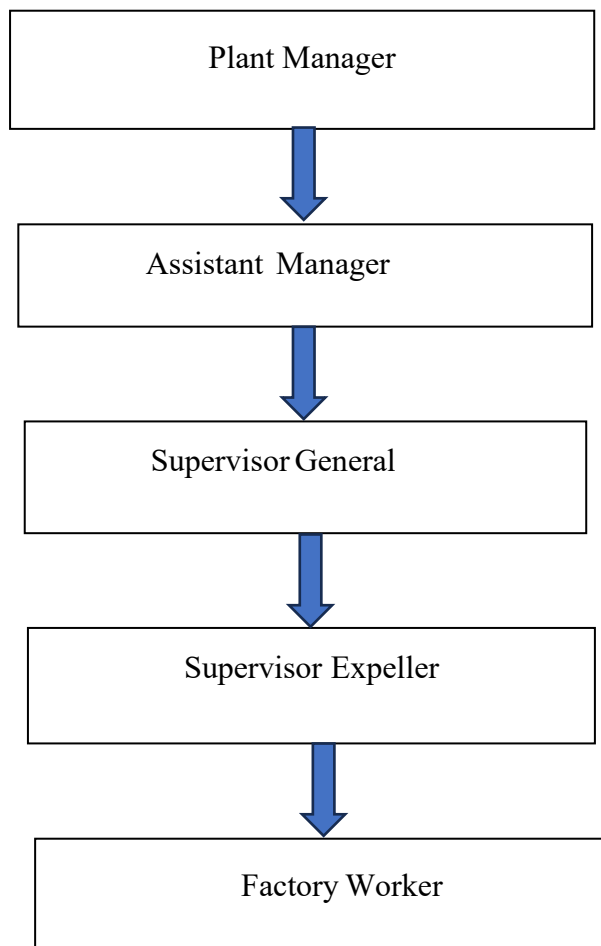 Plant Manager
Assistant Manager
Supervisor General
Supervisor Expeller
Factory Worker